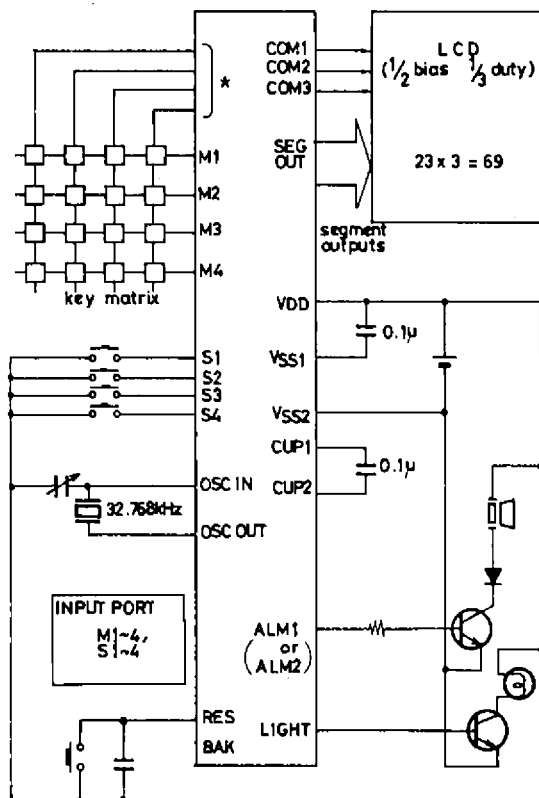 COM1
COM2
COM3
LCD
(1/2 bias 1/3 duty)
*
SEG
OUT
23 x 3 = 69
segment
outputs
M1
M2
M3
M4
key matrix
VDD
0.1μ
VSS1
S1
S2
S3
S4
VSS2
CUP1
0.1μ
CUP2
OSC IN
32.768kHz
OSC OUT
INPUT PORT
M1~4,
S1~4
ALM1
or
(ALM2)
RES
LIGHT
BAK